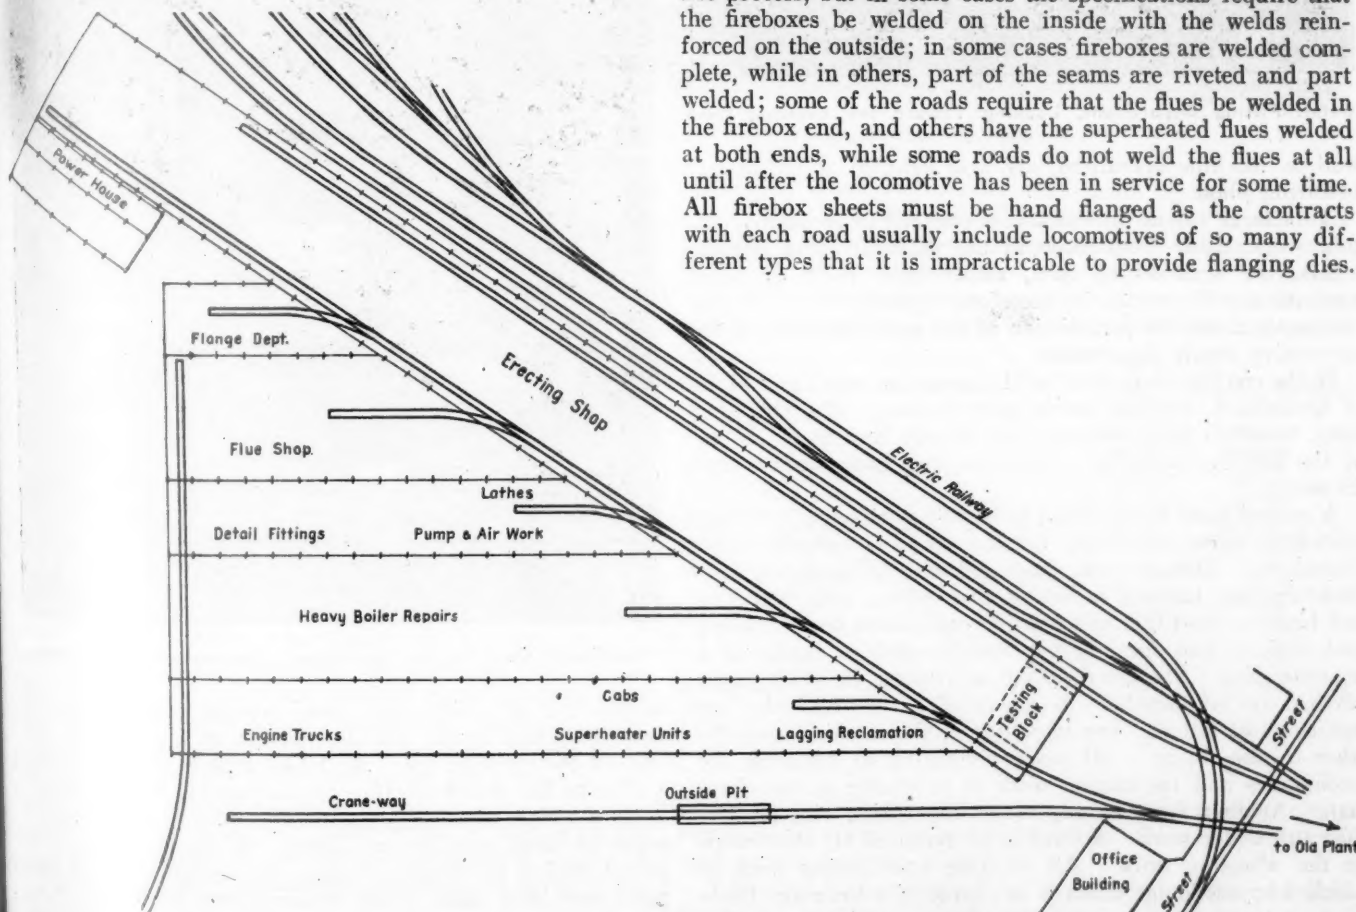 the fireboxes be welded on the inside with the welds rein-
forced on the outside; in some cases fireboxes are welded com-
plete, while in others, part of the seams are riveted and part
welded; some of the roads require that the flues be welded in
the firebox end, and others have the superheated flues welded
at both ends, while some roads do not weld the flues at all
until after the locomotive has been in service for some time.
All firebox sheets must be hand flanged as the contracts
with each road usually include locomotives of so many dif-
ferent types that it is impracticable to provide flanging dies.
Power House
Flange Dept.
Erecting Shop
Flue Shop.
Electric Railway
Lathes
Detail Fittings
Pump & Air Work
Heavy Boiler Repairs
Cabs
Testing
Block
Engine Trucks
Superheater Units
Lagging Reclamation
Street
Crane-way
Outside Pit
to Old Plant
Office
Building
Street